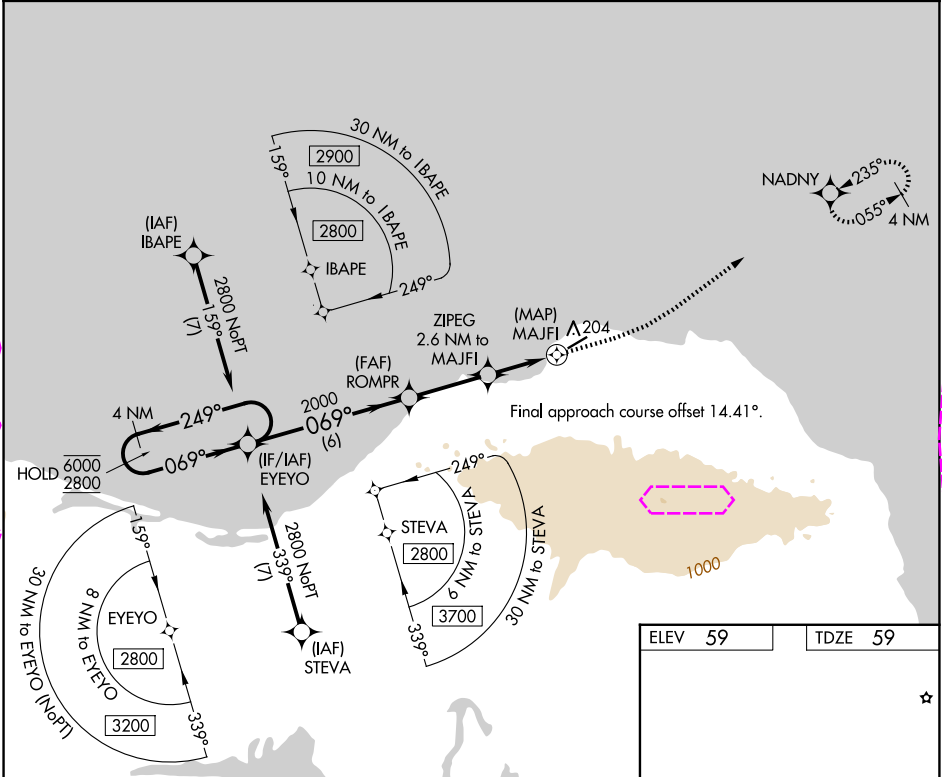 30 NM to IBAPE
159°
2900
10 NM to IBAPE
2800
IBAPE
249°
NADNY
235°
055°
4 NM
(IAF)
IBAPE
2800 NoPT
159°
(7)
ZIPEG
2.6 NM to
MAJFI
(MAP)
MAJFI
204
(FAF)
ROMPR
4 NM
249°
2000
069°
(6)
069°
HOLD
6000
2800
(IF/IAF)
EYEYO
Final approach course offset 14.41°.
249°
STEVA
2800
6 NM to STEVA
3700
30 NM to STEVA
339°
2800 NoPT
339°
(7)
(IAF)
STEVA
159°
EYEYO
2800
8 NM to EYEYO
3200
30 NM to EYEYO (NoPT)
339°
1000
ELEV 59
TDZE 59